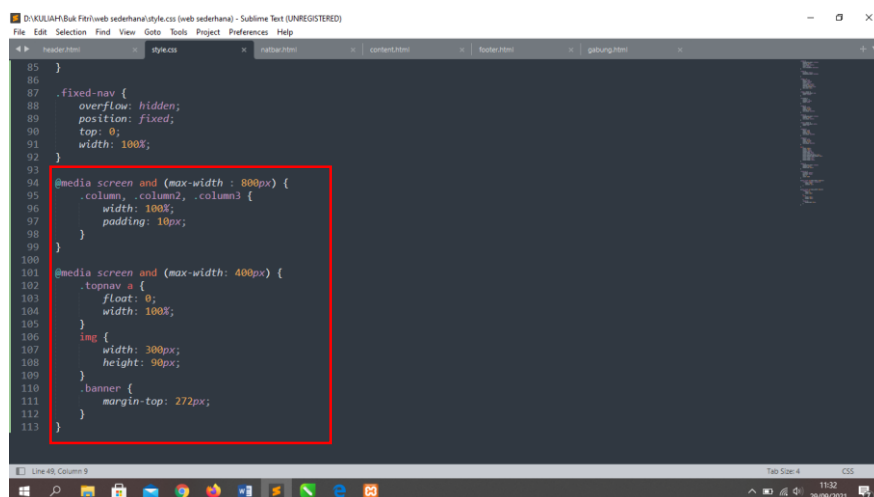 D:\KULIAH\Buk Fitri\web sederhana\style.css (web sederhana) - Sublime Text (UNREGISTERED)
File Edit Selection Find View Goto Tools Project Preferences Help
header.html style.css natbar.html content.html footer.html gabung.html
85 }
86
87 .fixed-nav {
88 overflow: hidden;
89 position: fixed;
90 top: 0;
91 width: 100%;
92 }
93
94 @media screen and (max-width : 800px) {
95 .column, .column2, .column3 {
96 width: 100%;
97 padding: 10px;
98 }
99 }
100
101 @media screen and (max-width: 400px) {
102 .topnav a {
103 float: 0;
104 width: 100%;
105 }
106 img {
107 width: 300px;
108 height: 90px;
109 }
110 .banner {
111 margin-top: 272px;
112 }
113 }
Line 49, Column 9 Tab Size: 4 CSS
11:32
29/09/2021